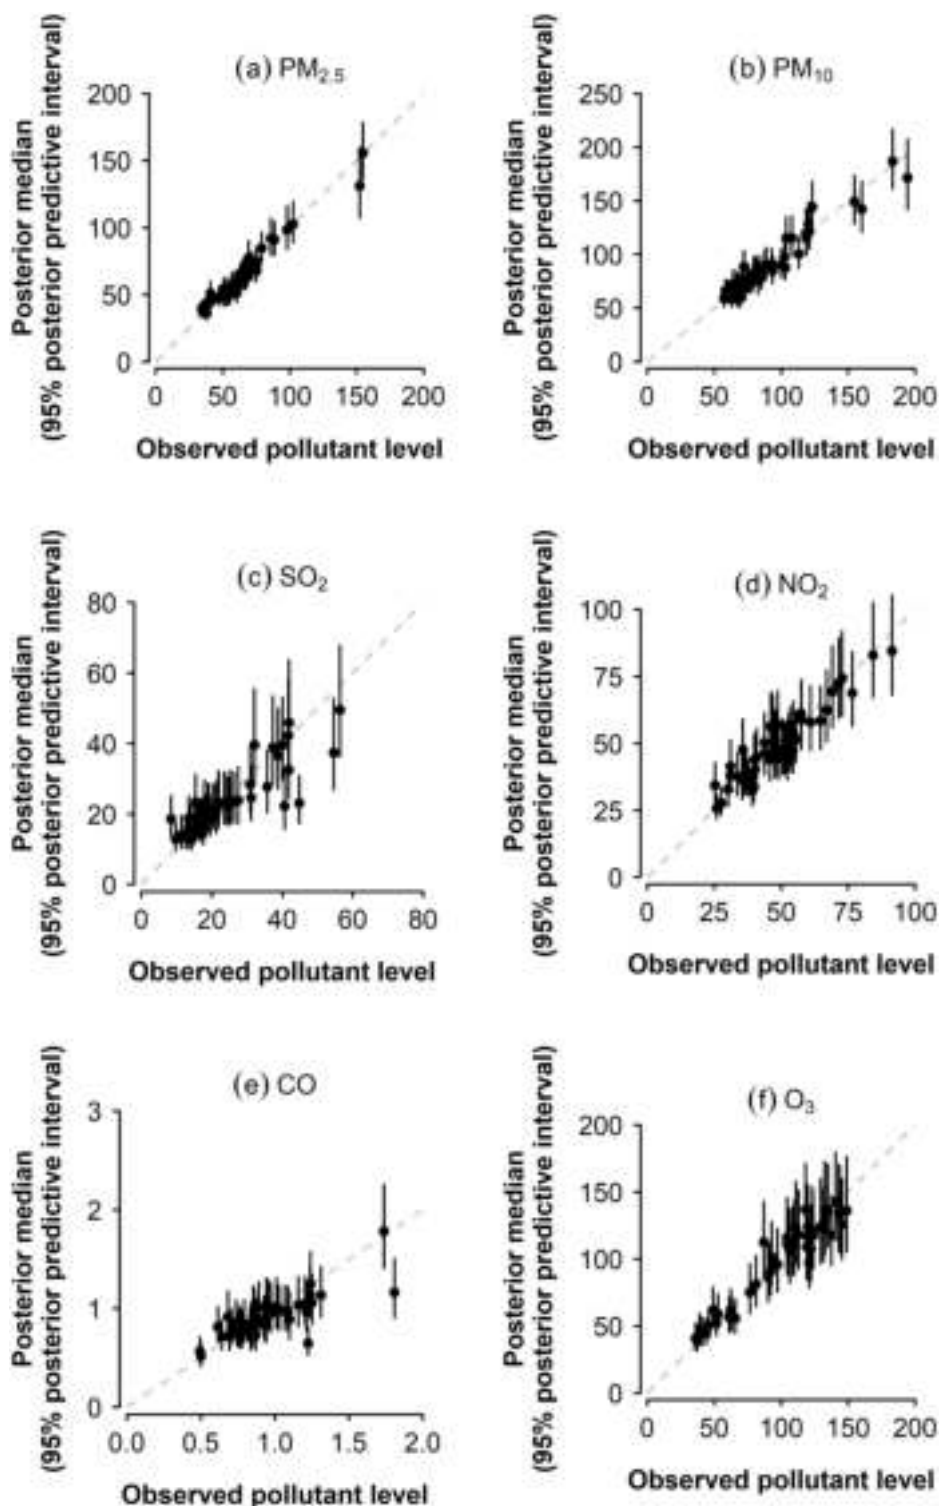 (a) PM2.5
Posterior median
(95% posterior predictive interval)
200
150
100
50
0
0 50 100 150 200
Observed pollutant level
(b) PM10
Posterior median
(95% posterior predictive interval)
250
200
150
100
50
0
0 50 100 150 200
Observed pollutant level
(c) SO2
Posterior median
(95% posterior predictive interval)
80
60
40
20
0
0 20 40 60 80
Observed pollutant level
(d) NO2
Posterior median
(95% posterior predictive interval)
100
75
50
25
0
0 25 50 75 100
Observed pollutant level
(e) CO
Posterior median
(95% posterior predictive interval)
3
2
1
0
0.0 0.5 1.0 1.5 2.0
Observed pollutant level
(f) O3
Posterior median
(95% posterior predictive interval)
200
150
100
50
0
0 50 100 150 200
Observed pollutant level